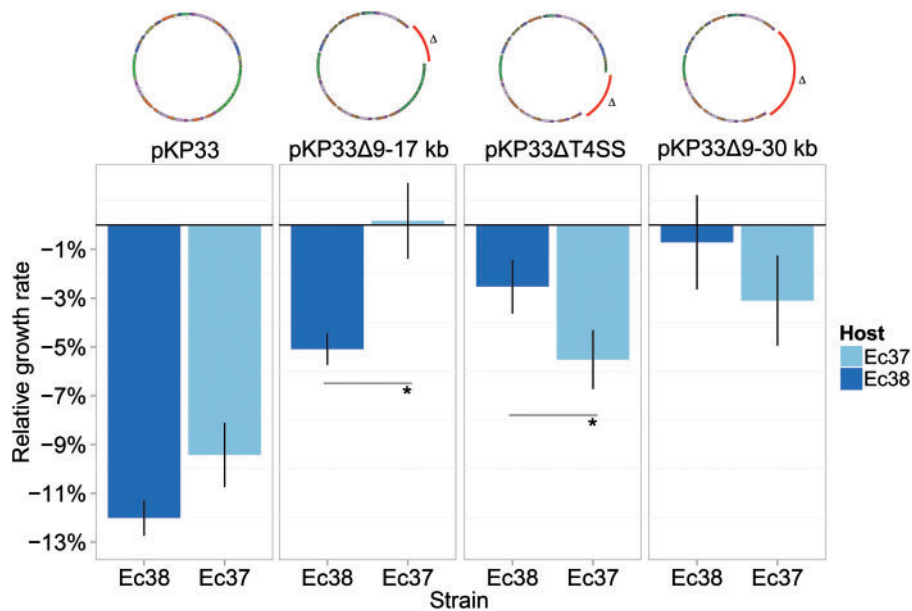 Δ
Δ
Δ
pKP33
pKP33Δ9-17 kb
pKP33ΔT4SS
pKP33Δ9-30 kb
Relative growth rate
−1%
−3%
−5%
−7%
−9%
−11%
−13%
*
*
Host
Ec37
Ec38
Ec38 Ec37 Ec38 Ec37 Ec38 Ec37 Ec38 Ec37
Strain